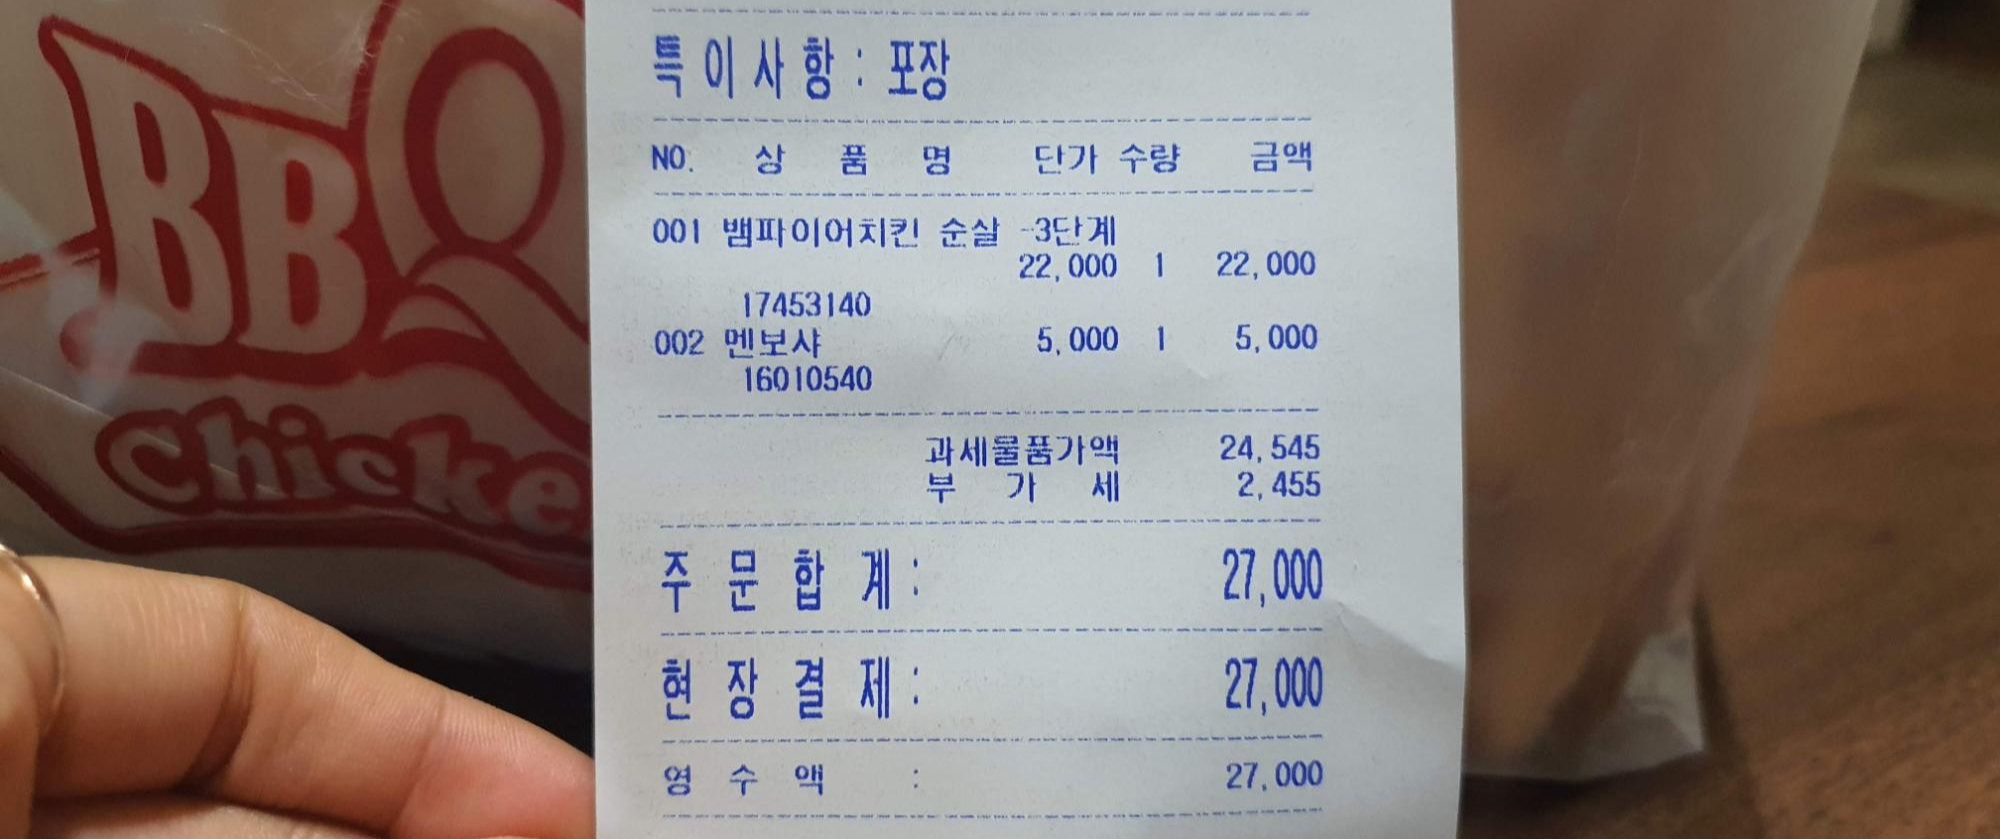 BBQ
Chicke
특이사항 : 포장
NO. 상 품 명 단가 수량 금액
001 뱀파이어치킨 순살 -3단계
22,000 1 22,000
17453140
002 멘보샤 5,000 1 5,000
16010540
과세물품가액 24,545
부 가 세 2,455
주 문 합 계 : 27,000
현 장 결 제 : 27,000
영 수 액 : 27,000